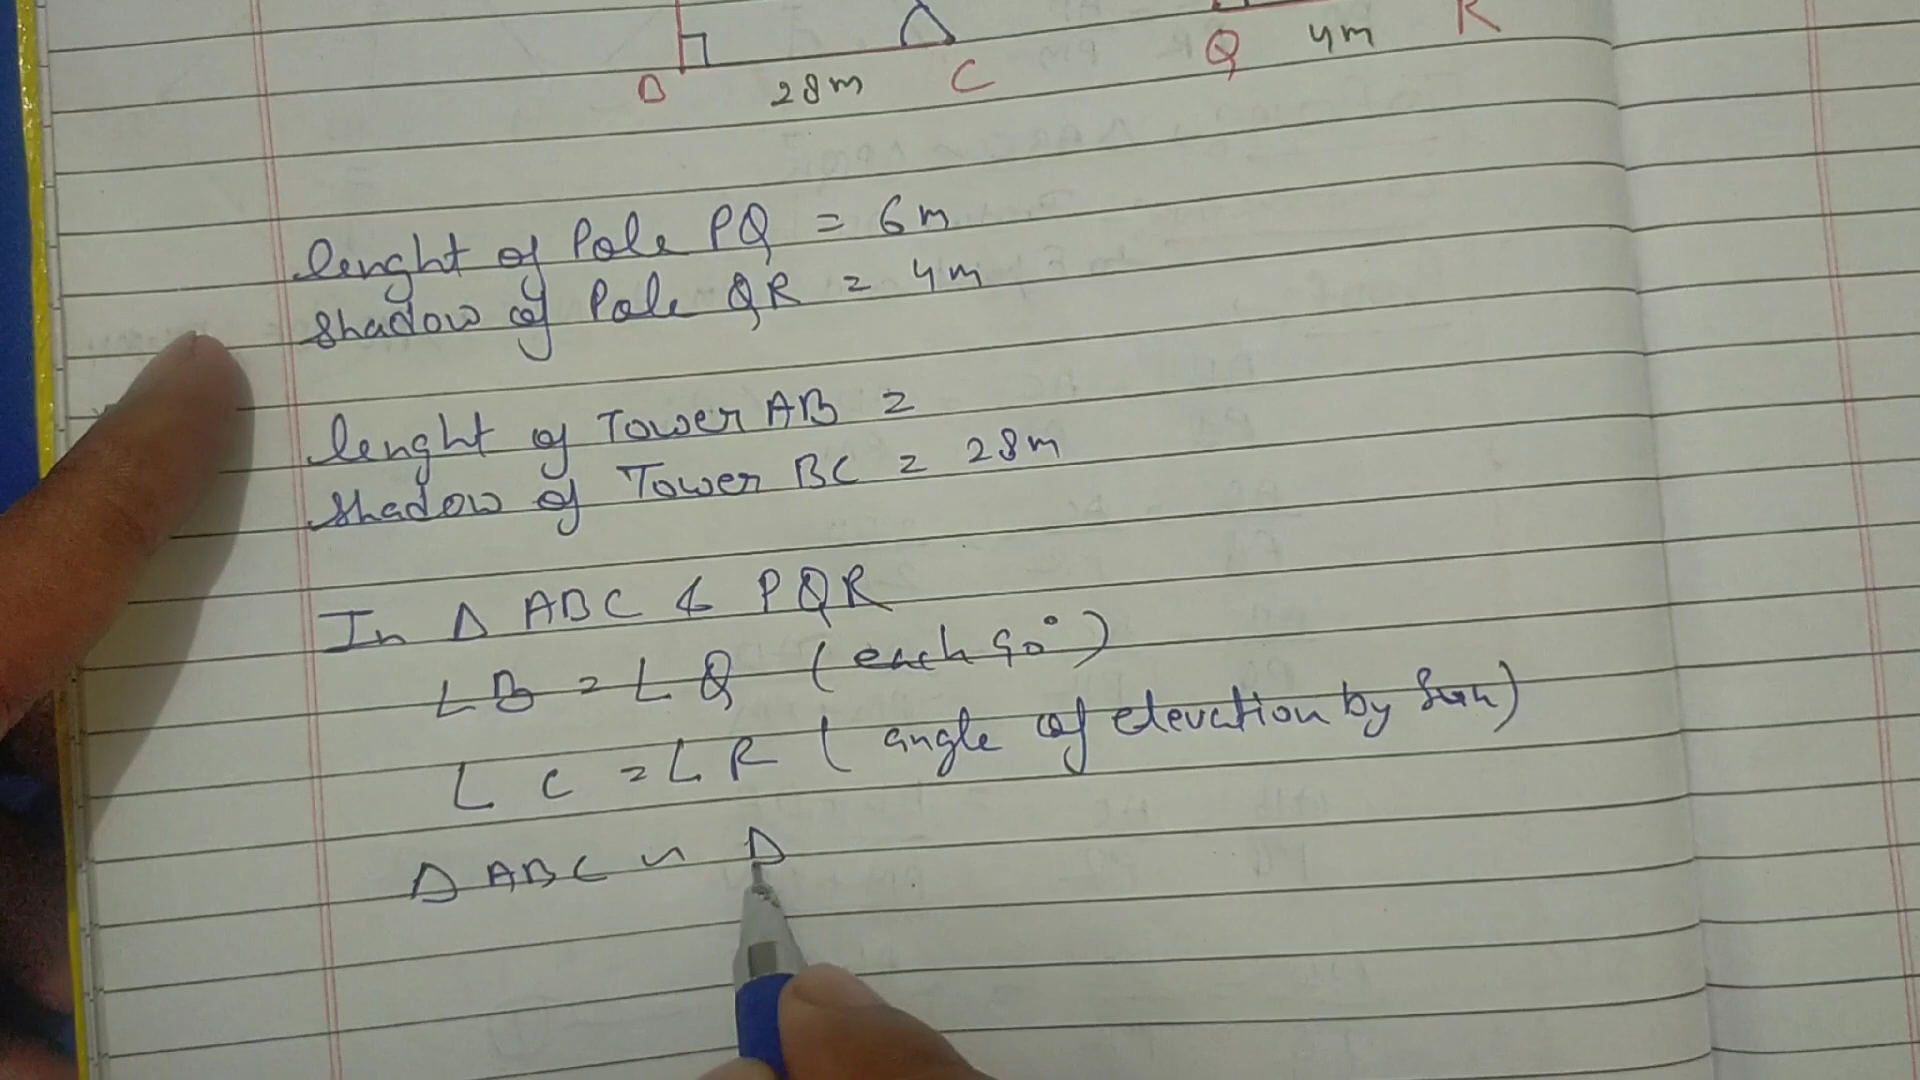 Q 4m R
B 28m C
lenght of Pole PQ = 6m
shadow of Pole QR = 4m
lenght of Tower AB =
shadow of Tower BC = 28m
In Δ ABC & PQR
∠B = ∠Q (each 90°)
∠C = ∠R (angle of elevation by Sun)
Δ ABC ~ Δ